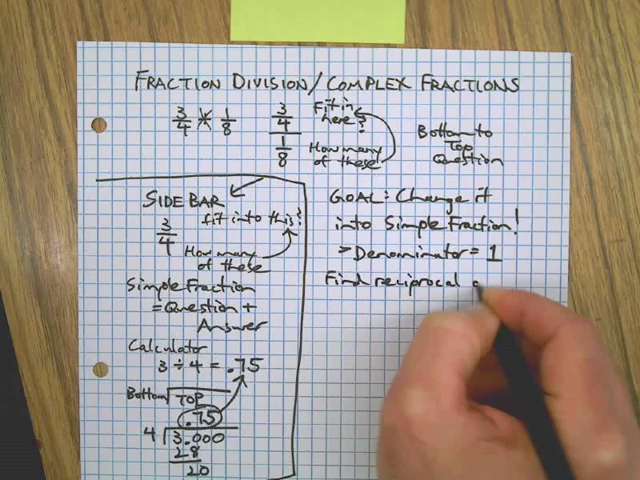 FRACTION DIVISION/COMPLEX FRACTIONS
3/4 ÷ 1/8
3/4
1/8
Fit in
here?
How many
of these
Bottom to
Top
Question
SIDEBAR
3/4
fit into this?
How many
of these
Simple Fraction
= Question +
Answer
Calculator
3 ÷ 4 = .75
Bottom TOP
.75
4 3.000
28
20
GOAL: Change it
into Simple Fraction!
> Denominator = 1
Find reciprocal